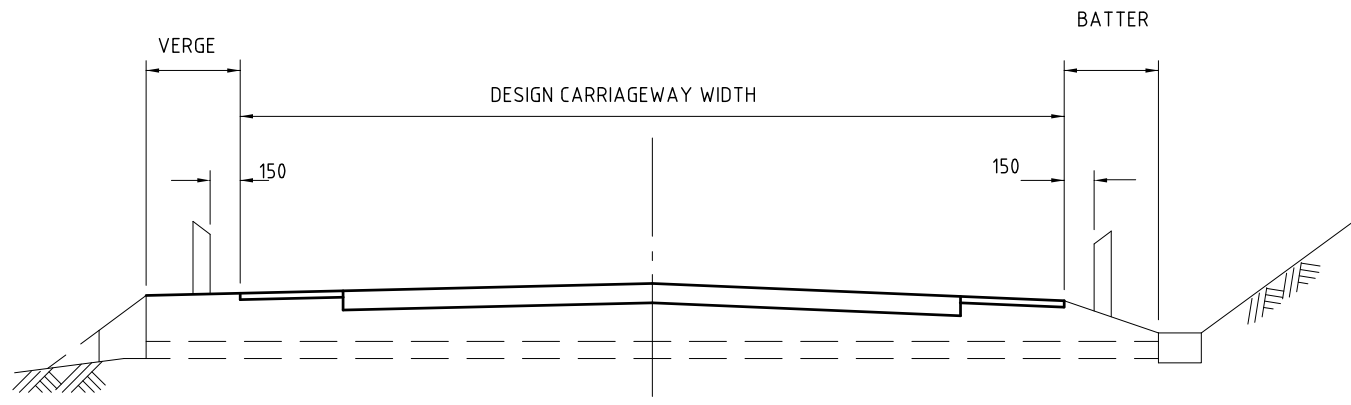 BATTER
VERGE
DESIGN CARRIAGEWAY WIDTH
150
150